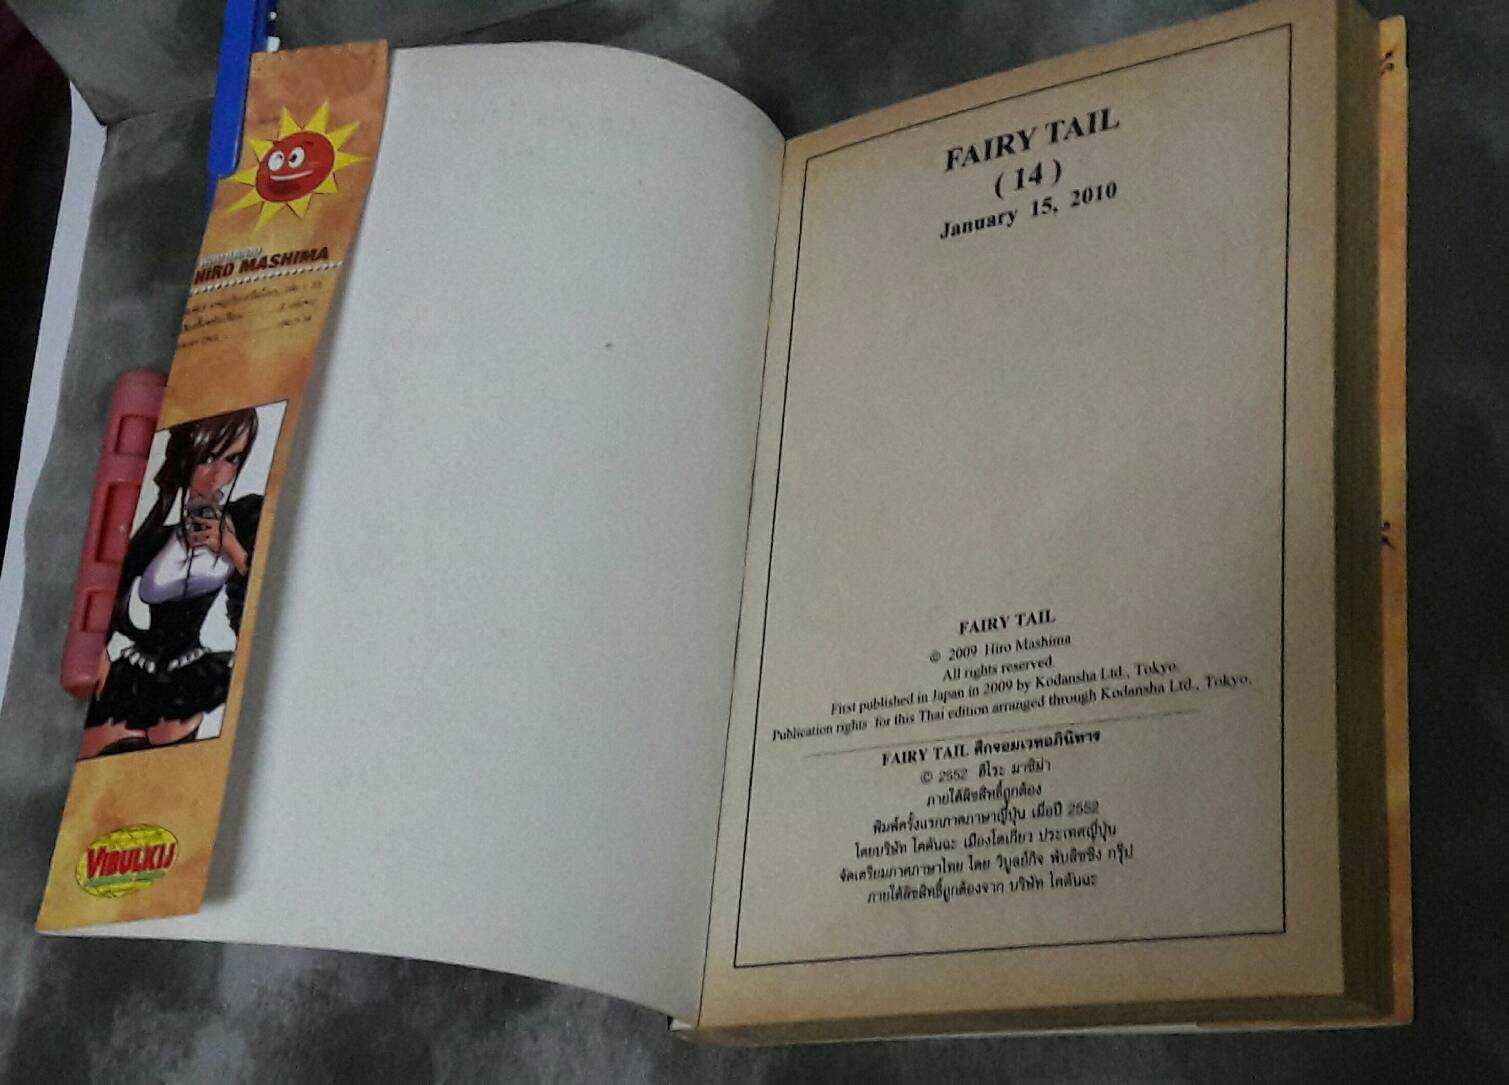 HIRO MASHIMA
VIBULKIJ
FAIRY TAIL
( 14 )
January 15, 2010
FAIRY TAIL
© 2009 Hiro Mashima
All rights reserved.
First published in Japan in 2009 by Kodansha Ltd., Tokyo.
Publication rights for this Thai edition arranged through Kodansha Ltd., Tokyo.
FAIRY TAIL ศึกจอมเวทอภินิหาร
© 2552 ฮิโระ มาชิม่า
ภายใต้ลิขสิทธิ์ถูกต้อง
พิมพ์ครั้งแรกภาคภาษาญี่ปุ่น เมื่อปี 2552
โดยบริษัท โคดันฉะ เมืองโตเกียว ประเทศญี่ปุ่น
จัดเตรียมภาคภาษาไทย โดย วิบูลย์กิจ พับลิชชิ่ง กรุ๊ป
ภายใต้ลิขสิทธิ์ถูกต้องจาก บริษัท โคดันฉะ